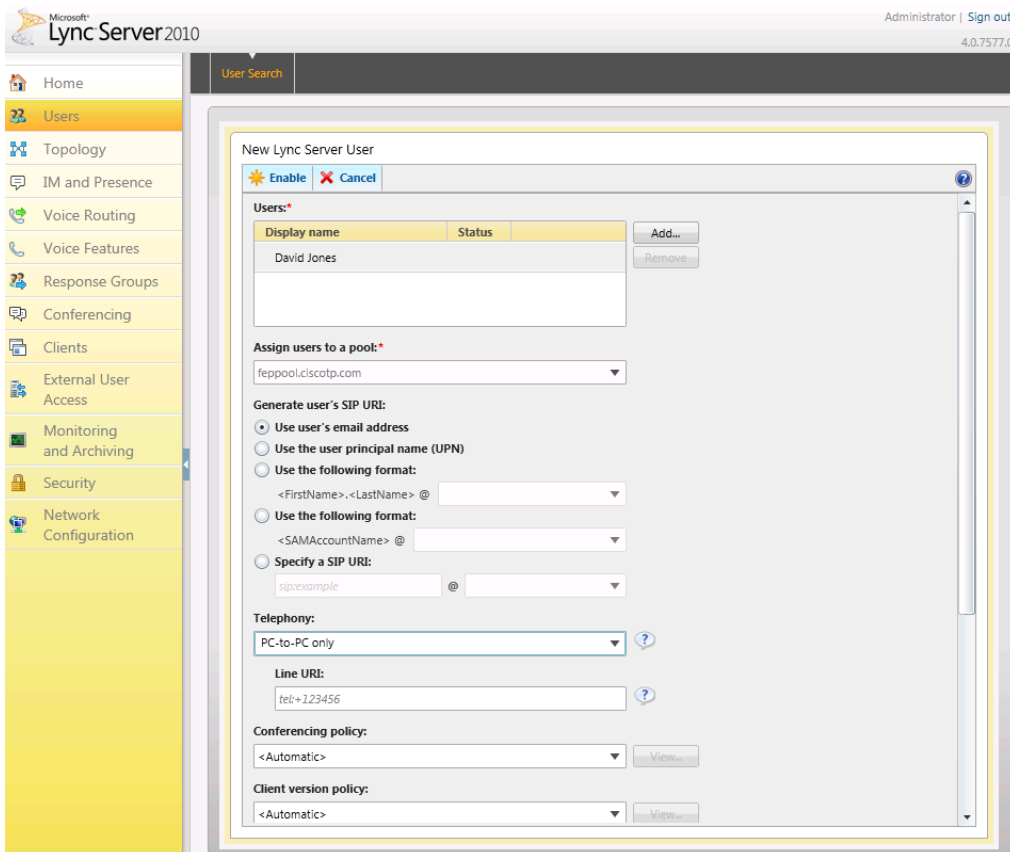 Microsoft®
Lync Server 2010
Administrator | Sign out
4.0.7577.0
Home
Users
Topology
IM and Presence
Voice Routing
Voice Features
Response Groups
Conferencing
Clients
External User
Access
Monitoring
and Archiving
Security
Network
Configuration
User Search
New Lync Server User
Enable
Cancel
?
Users:*
Display name Status
David Jones
Add...
Remove
Assign users to a pool:*
feppool.ciscotp.com
Generate user's SIP URI:
Use user's email address
Use the user principal name (UPN)
Use the following format:
<FirstName>.<LastName> @
Use the following format:
<SAMAccountName> @
Specify a SIP URI:
sip:example @
Telephony:
PC-to-PC only
?
Line URI:
tel:+123456
?
Conferencing policy:
<Automatic>
View...
Client version policy:
<Automatic>
View...